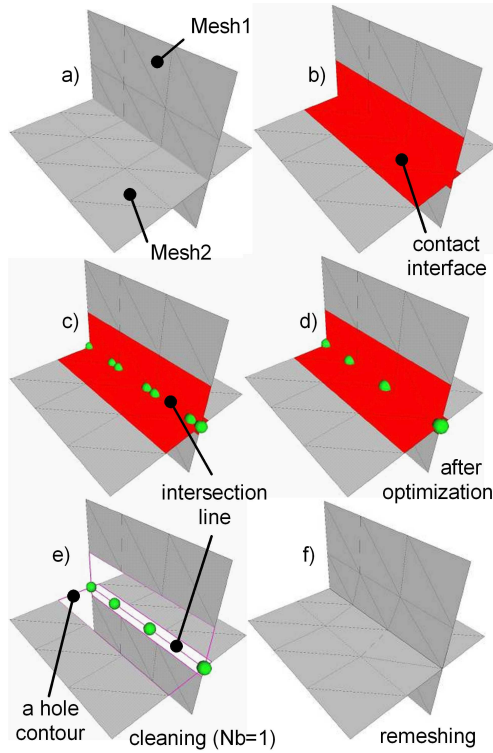 Mesh1
a)
Mesh2
b)
contact
interface
c)
d)
intersection
line
after
optimization
e)
a hole
contour
cleaning (Nb=1)
f)
remeshing